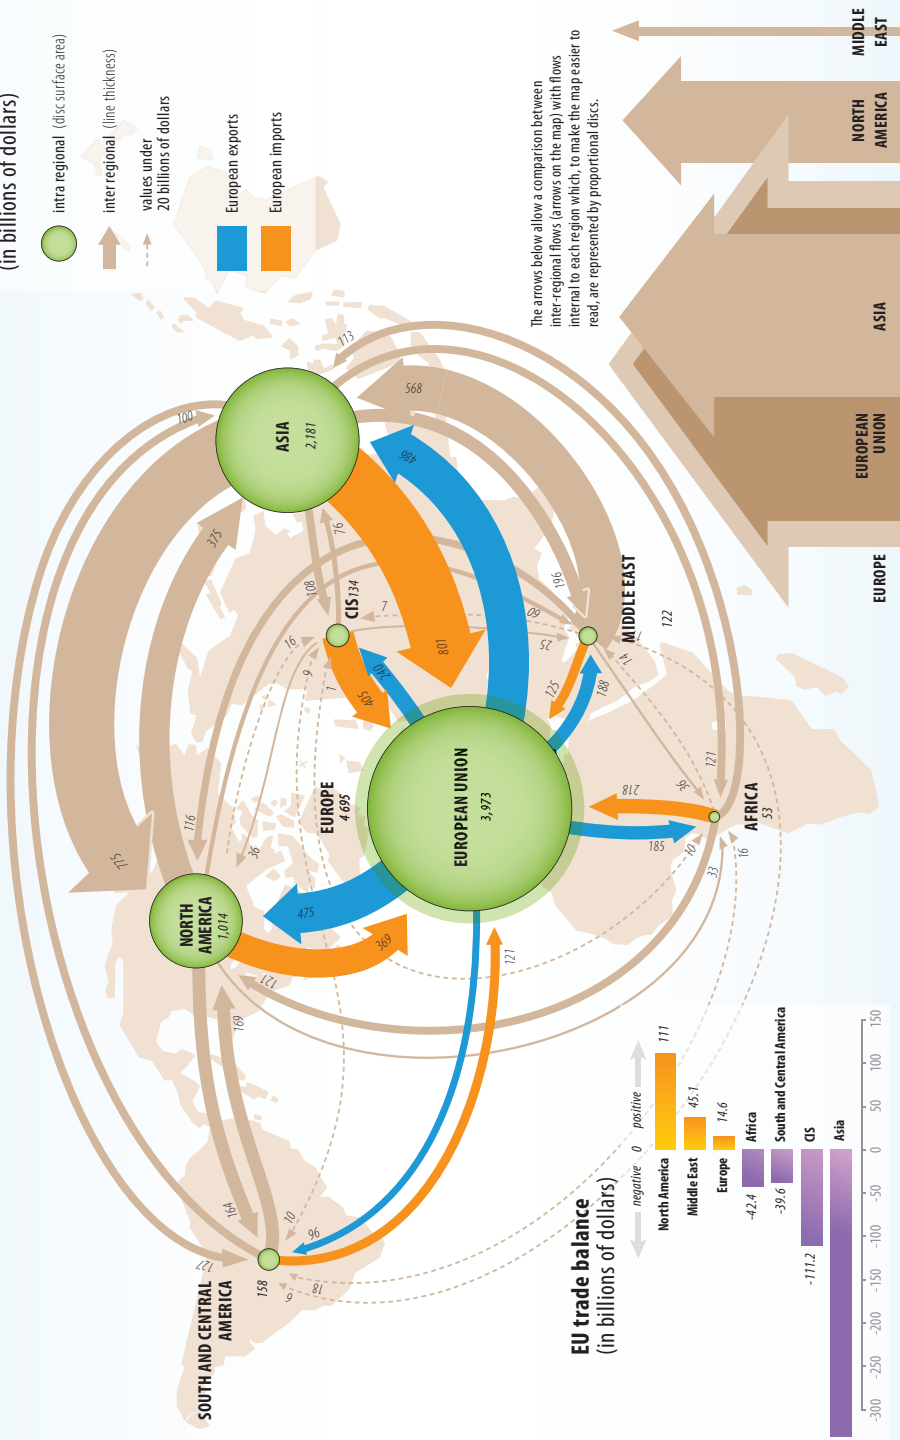 (in billions of dollars)
intra regional (disc surface area)
inter regional (line thickness)
values under
20 billions of dollars
European exports
European imports
The arrows below allow a comparison between
inter-regional flows (arrows on the map) with flows
internal to each region which, to make the map easier to
read, are represented by proportional discs.
EUROPE
EUROPEAN
UNION
ASIA
NORTH
AMERICA
MIDDLE
EAST
ASIA
2,181
100
113
568
486
375
76
108
CIS
134
7
16
9
1
405
240
801
196
60
25
MIDDLE EAST
122
17
14
125
188
EUROPE
4 695
EUROPEAN UNION
3,973
775
116
36
NORTH
AMERICA
1,014
475
369
121
169
121
218
185
36
121
AFRICA
53
10
33
16
164
127
10
96
18
6
158
SOUTH AND CENTRAL
AMERICA
EU trade balance
(in billions of dollars)
negative 0 positive
North America 111
Middle East 45.1
Europe 14.6
-42.4 Africa
-39.6 South and Central America
-111.2 CIS
Asia
-300 -250 -200 -150 -100 -50 0 50 100 150